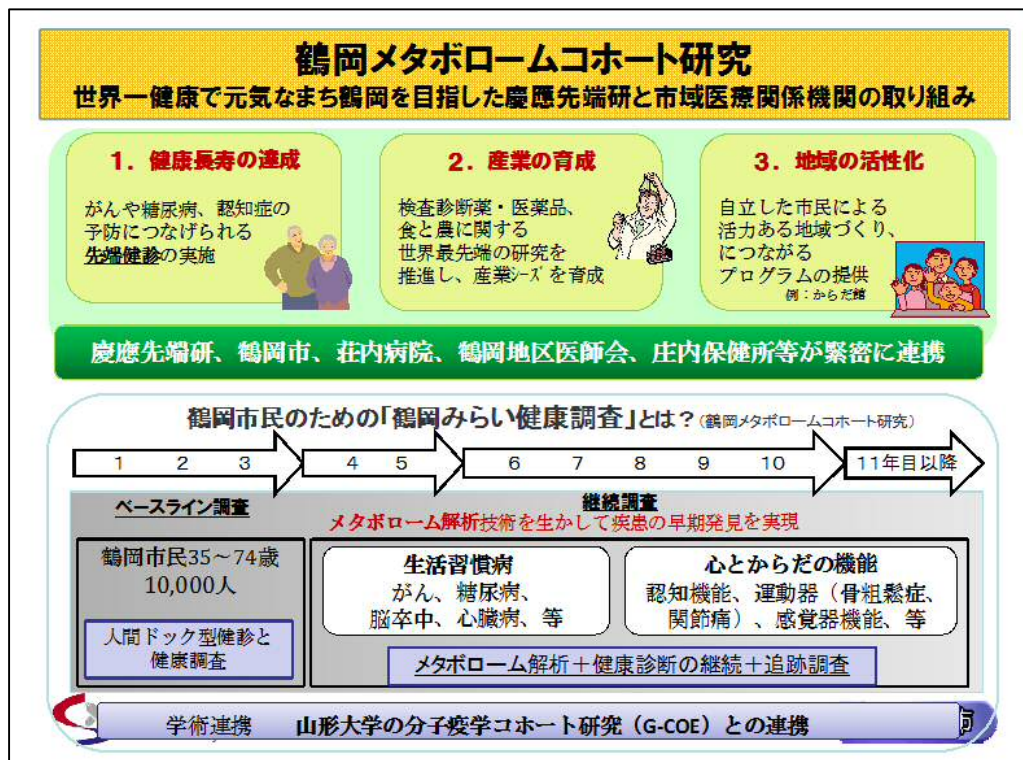 鶴岡メタボロームコホート研究
世界一健康で元気なまち鶴岡を目指した慶應先端研と市域医療関係機関の取り組み
1．健康長寿の達成
がんや糖尿病、認知症の
予防につなげられる
先端健診の実施
2．産業の育成
検査診断薬・医薬品、
食と農に関する
世界最先端の研究を
推進し、産業ｼｰｽﾞを育成
3．地域の活性化
自立した市民による
活力ある地域づくり、
につながる
プログラムの提供
例：からだ館
慶應先端研、鶴岡市、荘内病院、鶴岡地区医師会、庄内保健所等が緊密に連携
鶴岡市民のための「鶴岡みらい健康調査」とは？（鶴岡メタボロームコホート研究）
1 2 3 4 5 6 7 8 9 10 11年目以降
ベースライン調査
鶴岡市民35～74歳
10,000人
人間ドック型健診と
健康調査
継続調査
メタボローム解析技術を生かして疾患の早期発見を実現
生活習慣病
がん、糖尿病、
脳卒中、心臓病、等
心とからだの機能
認知機能、運動器（骨粗鬆症、
関節痛）、感覚器機能、等
メタボローム解析＋健康診断の継続＋追跡調査
学術連携 山形大学の分子疫学コホート研究（G-COE）との連携